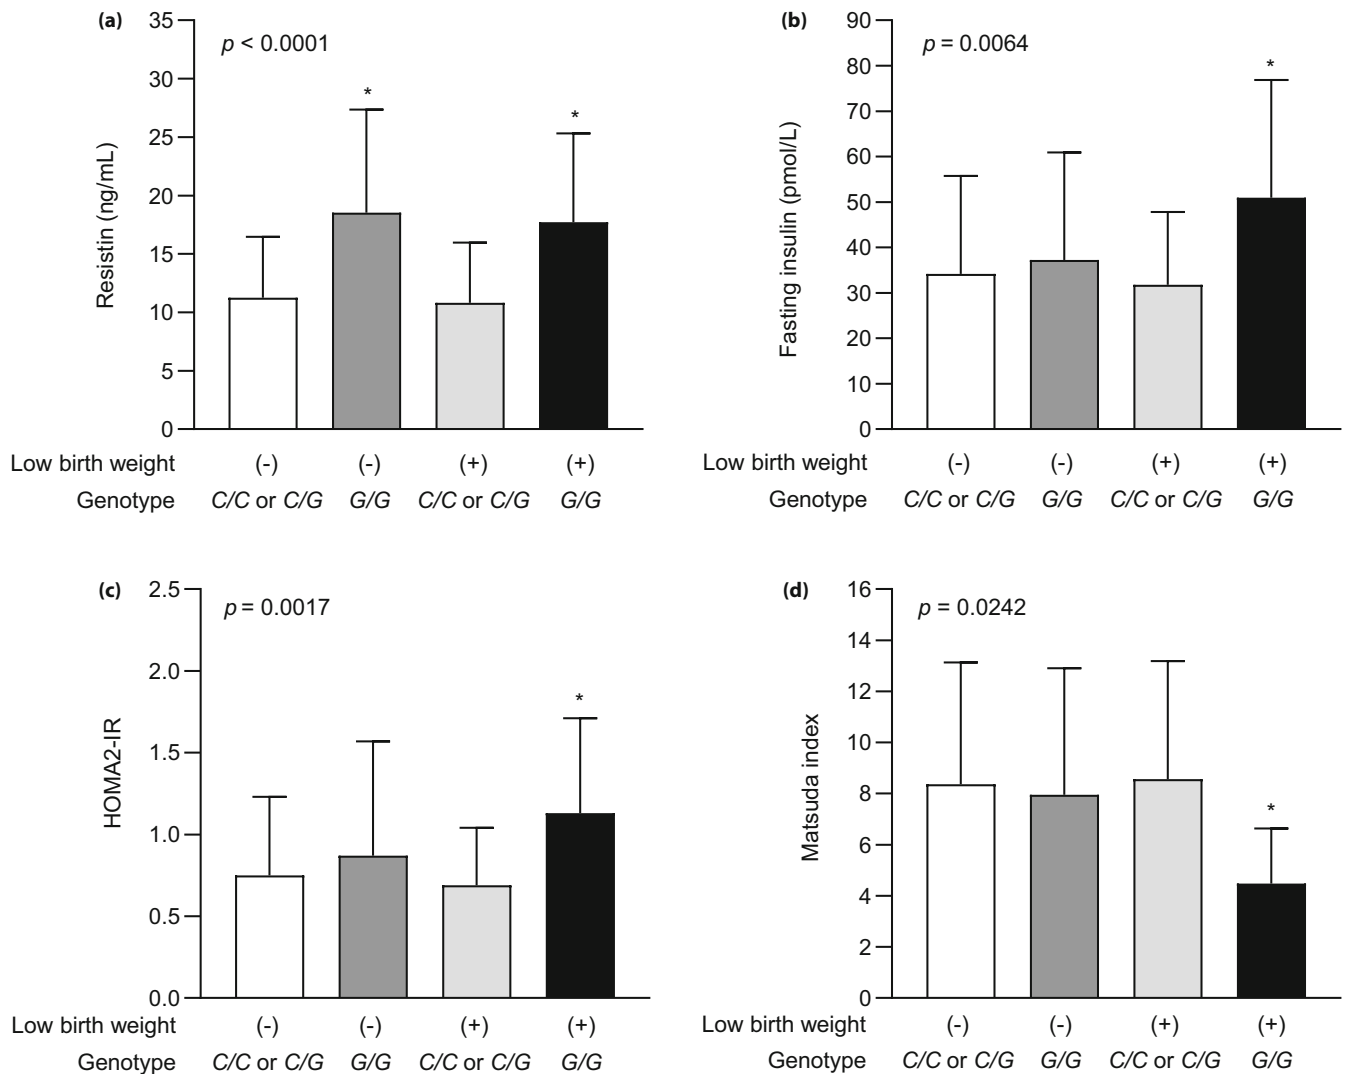 (a)
p < 0.0001
Resistin (ng/mL)
35
30
25
20
15
10
5
0
*
*
Low birth weight (-) (-) (+) (+)
Genotype C/C or C/G G/G C/C or C/G G/G
(b)
p = 0.0064
Fasting insulin (pmol/L)
90
80
70
60
50
40
30
20
10
0
*
Low birth weight (-) (-) (+) (+)
Genotype C/C or C/G G/G C/C or C/G G/G
(c)
p = 0.0017
HOMA2-IR
2.5
2.0
1.5
1.0
0.5
0.0
*
Low birth weight (-) (-) (+) (+)
Genotype C/C or C/G G/G C/C or C/G G/G
(d)
p = 0.0242
Matsuda index
16
14
12
10
8
6
4
2
0
*
Low birth weight (-) (-) (+) (+)
Genotype C/C or C/G G/G C/C or C/G G/G